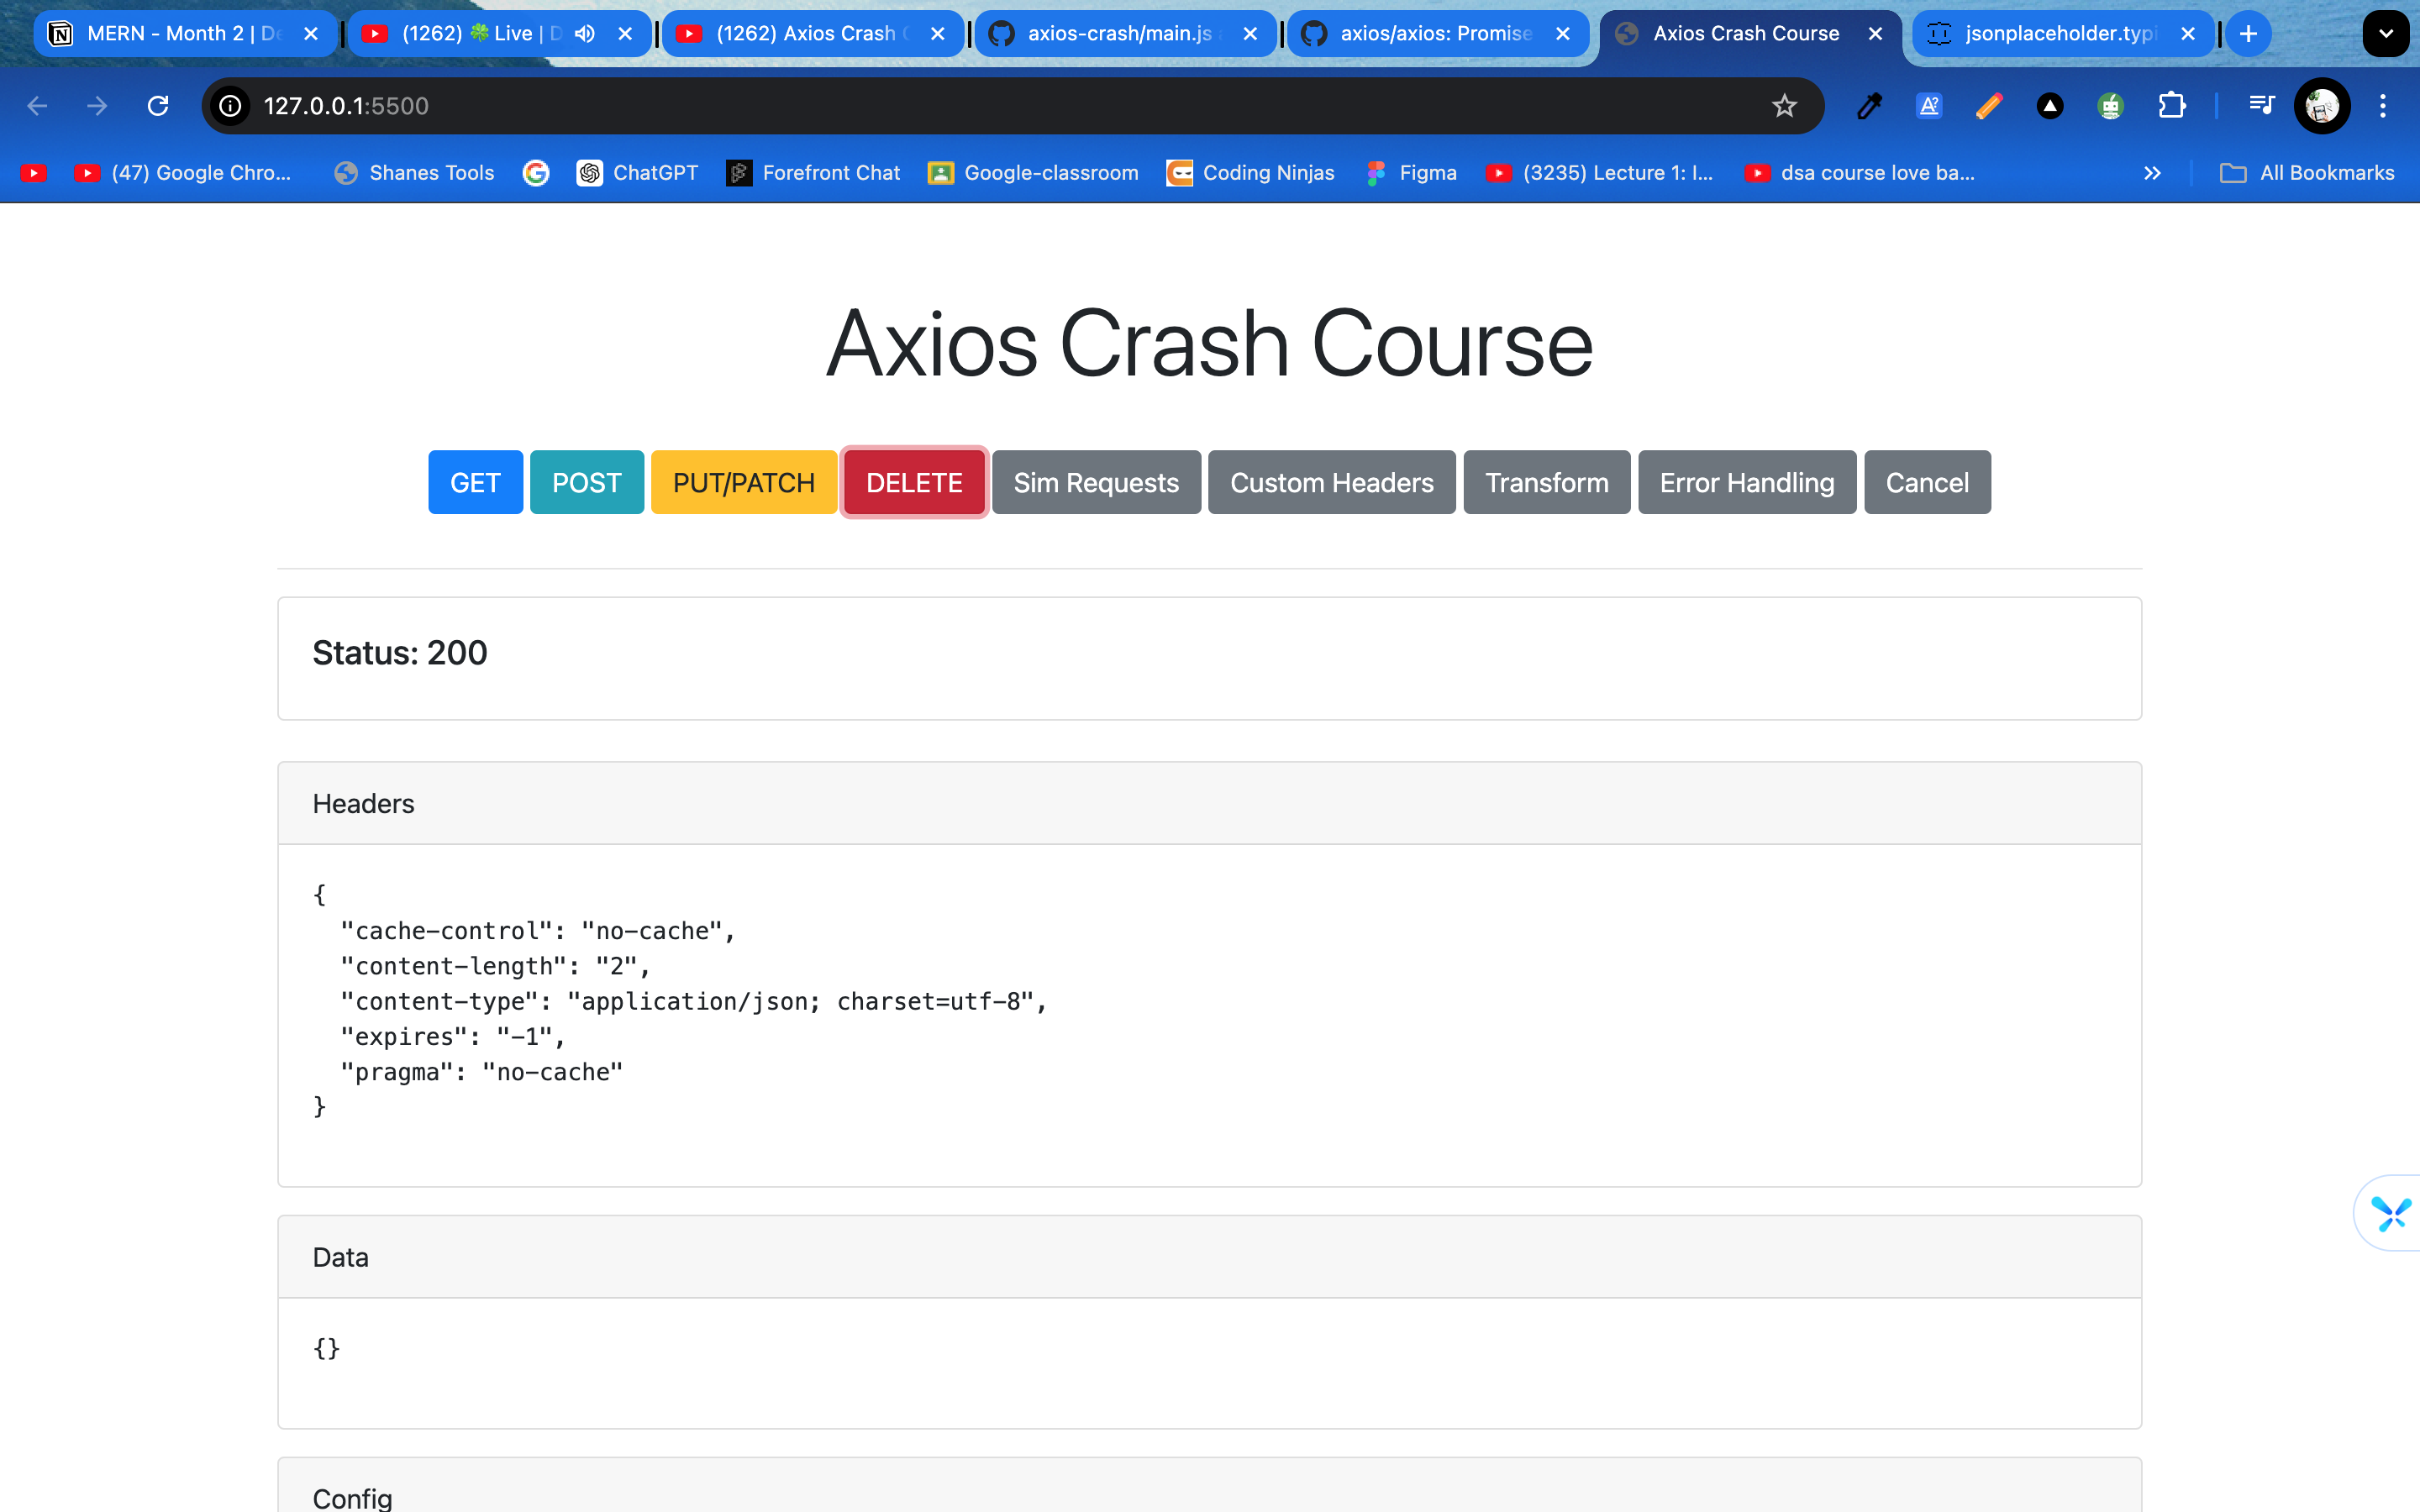 MERN - Month 2 | De
(1262) 🍀Live | D
(1262) Axios Crash C
axios-crash/main.js
axios/axios: Promise
Axios Crash Course
jsonplaceholder.typi
127.0.0.1:5500
(47) Google Chro...
Shanes Tools
ChatGPT
Forefront Chat
Google-classroom
Coding Ninjas
Figma
(3235) Lecture 1: I...
dsa course love ba...
All Bookmarks
Axios Crash Course
GET
POST
PUT/PATCH
DELETE
Sim Requests
Custom Headers
Transform
Error Handling
Cancel
Status: 200
Headers
{
"cache-control": "no-cache",
"content-length": "2",
"content-type": "application/json; charset=utf-8",
"expires": "-1",
"pragma": "no-cache"
}
Data
{}
Config